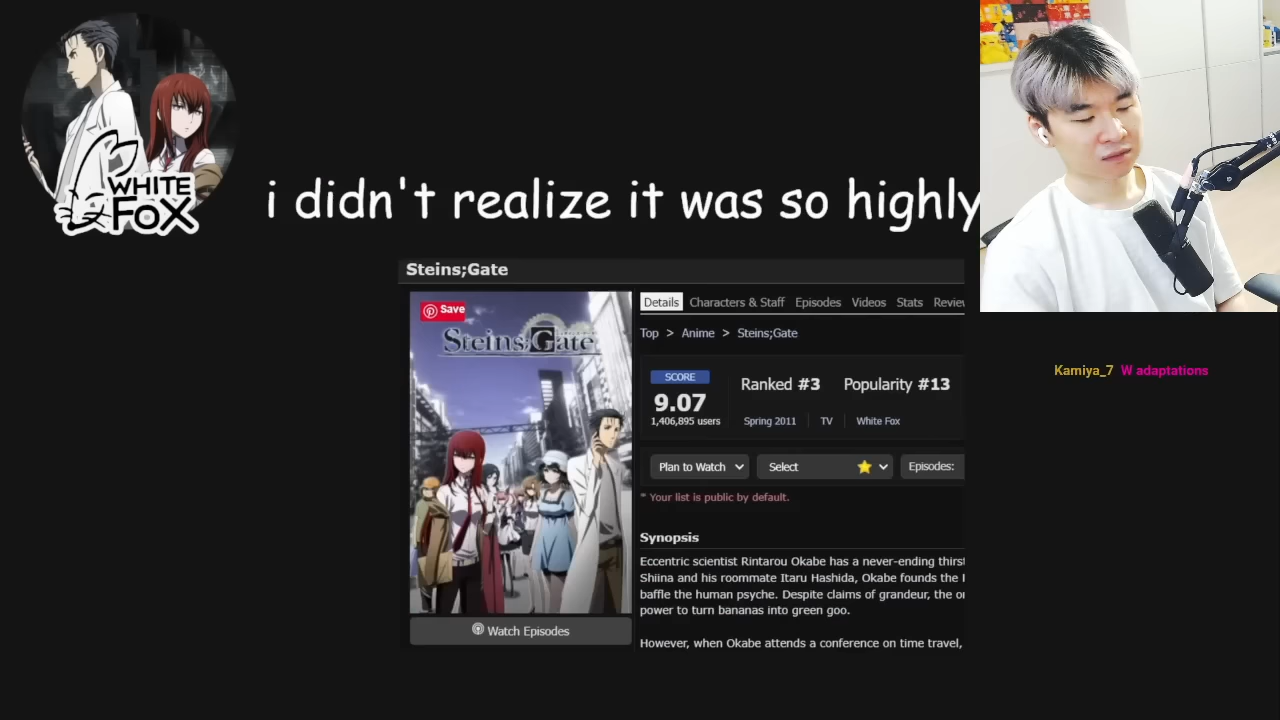 WHITE
FOX
i didn't realize it was so highly
Steins;Gate
Save
Steins;Gate
Details Characters & Staff Episodes Videos Stats Review
Top > Anime > Steins;Gate
SCORE
9.07
1,406,895 users
Ranked #3 Popularity #13
Spring 2011 TV White Fox
Plan to Watch Select Episodes:
* Your list is public by default.
Synopsis
Eccentric scientist Rintarou Okabe has a never-ending thirst
Shiina and his roommate Itaru Hashida, Okabe founds the
baffle the human psyche. Despite claims of grandeur, the
power to turn bananas into green goo.
However, when Okabe attends a conference on time travel,
Watch Episodes
Kamiya_7 W adaptations